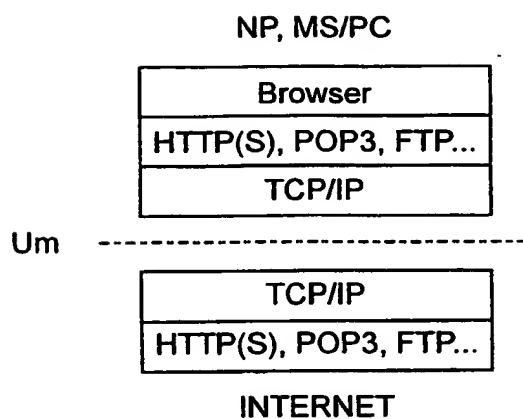 NP, MS/PC
Browser
HTTP(S), POP3, FTP...
TCP/IP
Um
TCP/IP
HTTP(S), POP3, FTP...
INTERNET